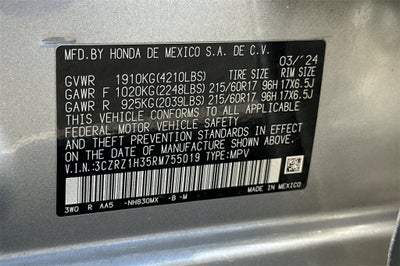 MFD.BY HONDA DE MEXICO S.A. DE C.V. 03/'24
GVWR 1910KG(4210LBS) TIRE SIZE RIM SIZE
GAWR F 1020KG(2248LBS) 215/60R17 96H 17X6.5J
GAWR R 925KG(2039LBS) 215/60R17 96H 17X6.5J
THIS VEHICLE CONFORMS TO ALL APPLICABLE
FEDERAL MOTOR VEHICLE SAFETY AND THEFT
PREVENTION STANDARDS IN EFFECT ON THE
DATE OF MANUFACTURE SHOWN ABOVE.
V.I.N.:3CZRZ1H35RM755019 TYPE:MPV
3W0 R AA5 -NH830MX -B -M MADE IN MEXICO